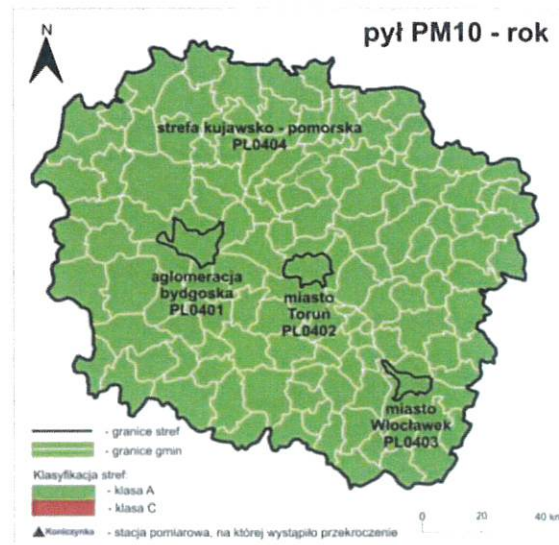 pył PM10 - rok
N
strefa kujawsko - pomorska
PL0404
aglomeracja
bydgoska
PL0401
miasto
Toruń
PL0402
miasto
Włocławek
PL0403
- granice stref
- granice gmin
Klasyfikacja stref:
- klasa A
- klasa C
Koniczynka - stacja pomiarowa, na której wystąpiło przekroczenie
0 20 40 km